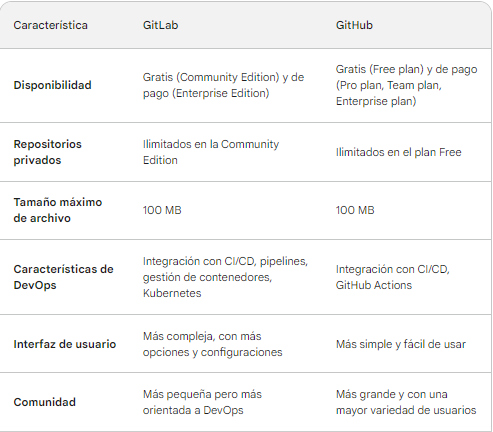 Característica GitLab GitHub
Disponibilidad
Gratis (Community Edition) y de
pago (Enterprise Edition)
Gratis (Free plan) y de pago
(Pro plan, Team plan,
Enterprise plan)
Repositorios
privados
Ilimitados en la Community
Edition
Ilimitados en el plan Free
Tamaño máximo
de archivo
100 MB
100 MB
Características de
DevOps
Integración con CI/CD, pipelines,
gestión de contenedores,
Kubernetes
Integración con CI/CD,
GitHub Actions
Interfaz de usuario
Más compleja, con más
opciones y configuraciones
Más simple y fácil de usar
Comunidad
Más pequeña pero más
orientada a DevOps
Más grande y con una
mayor variedad de usuarios